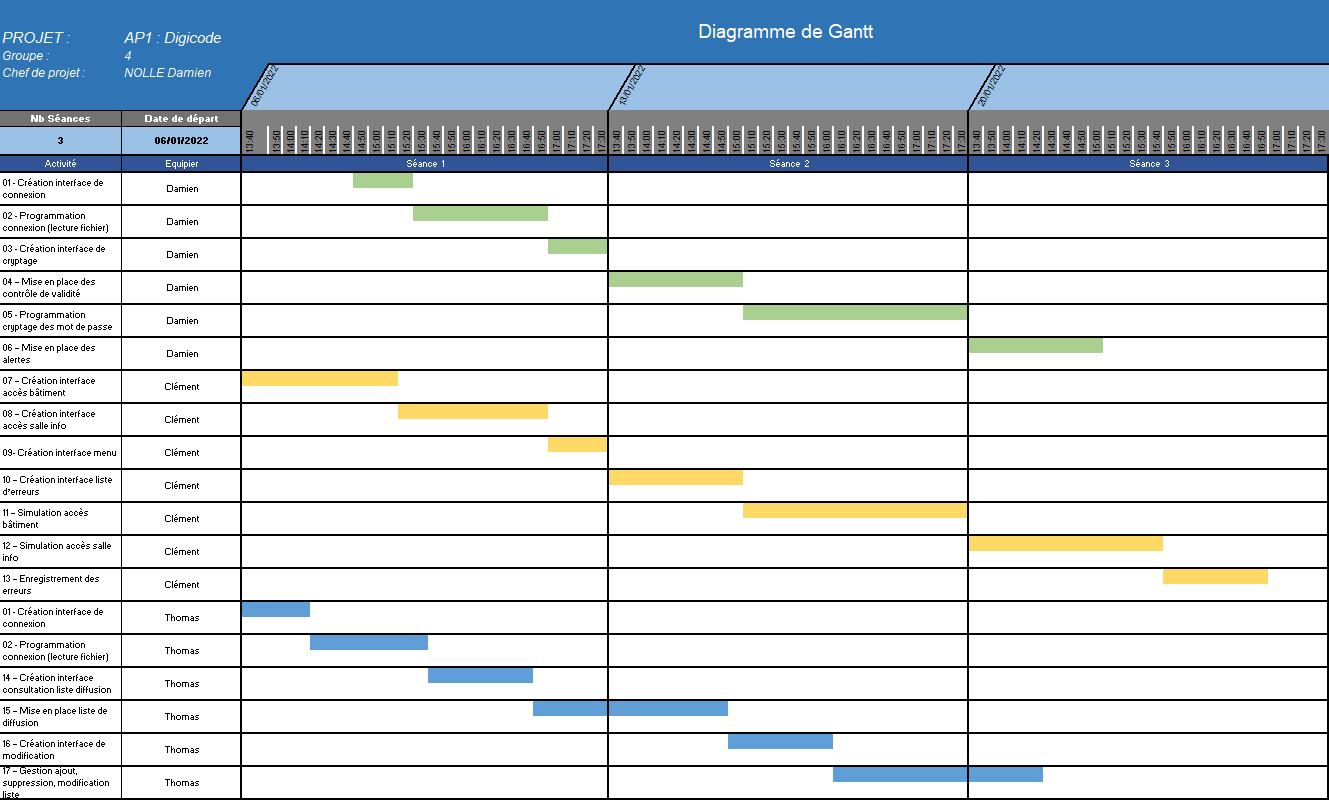 Diagramme de Gantt
PROJET : AP1 : Digicode
Groupe : 4
Chef de projet : NOLLE Damien
06/01/2022 13/01/2022 20/01/2022
Nb Séances Date de départ
3 06/01/2022
13:40 13:50 14:00 14:10 14:20 14:30 14:40 14:50 15:00 15:10 15:20 15:30 15:40 15:50 16:00 16:10 16:20 16:30 16:40 16:50 17:00 17:10 17:20 17:30 13:40 13:50 14:00 14:10 14:20 14:30 14:40 14:50 15:00 15:10 15:20 15:30 15:40 15:50 16:00 16:10 16:20 16:30 16:40 16:50 17:00 17:10 17:20 17:30 13:40 13:50 14:00 14:10 14:20 14:30 14:40 14:50 15:00 15:10 15:20 15:30 15:40 15:50 16:00 16:10 16:20 16:30 16:40 16:50 17:00 17:10 17:20 17:30
Activité Equipier Séance 1 Séance 2 Séance 3
01 - Création interface de
connexion
Damien
02 - Programmation
connexion (lecture fichier)
Damien
03 - Création interface de
cryptage
Damien
04 – Mise en place des
contrôle de validité
Damien
05 - Programmation
cryptage des mot de passe
Damien
06 – Mise en place des
alertes
Damien
07 – Création interface
accès bâtiment
Clément
08 – Création interface
accès salle info
Clément
09- Création interface menu
Clément
10 – Création interface liste
d'erreurs
Clément
11 – Simulation accès
bâtiment
Clément
12 – Simulation accès salle
info
Clément
13 – Enregistrement des
erreurs
Clément
01 - Création interface de
connexion
Thomas
02 - Programmation
connexion (lecture fichier)
Thomas
14 – Création interface
consultation liste diffusion
Thomas
15 – Mise en place liste de
diffusion
Thomas
16 – Création interface de
modification
Thomas
17 – Gestion ajout,
suppression, modification
liste
Thomas